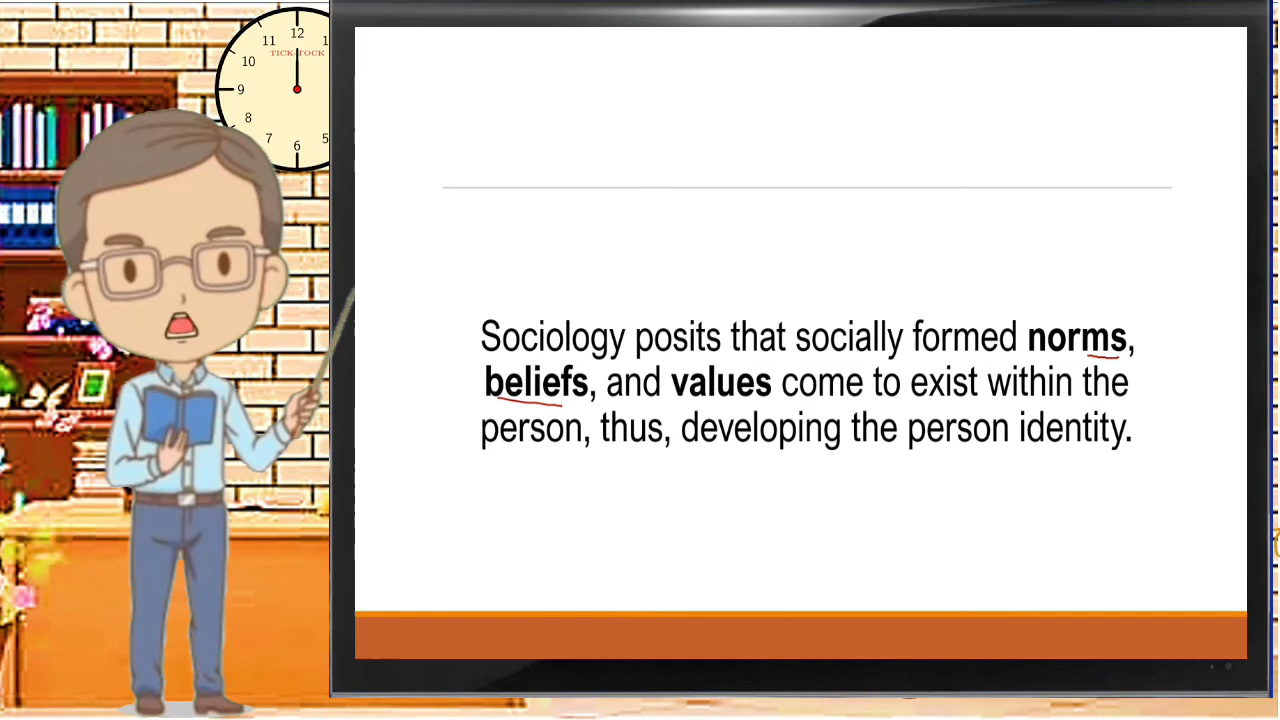 12
11
1
TICK-TOCK
10
9
8
7
5
6
Sociology posits that socially formed norms,
beliefs, and values come to exist within the
person, thus, developing the person identity.